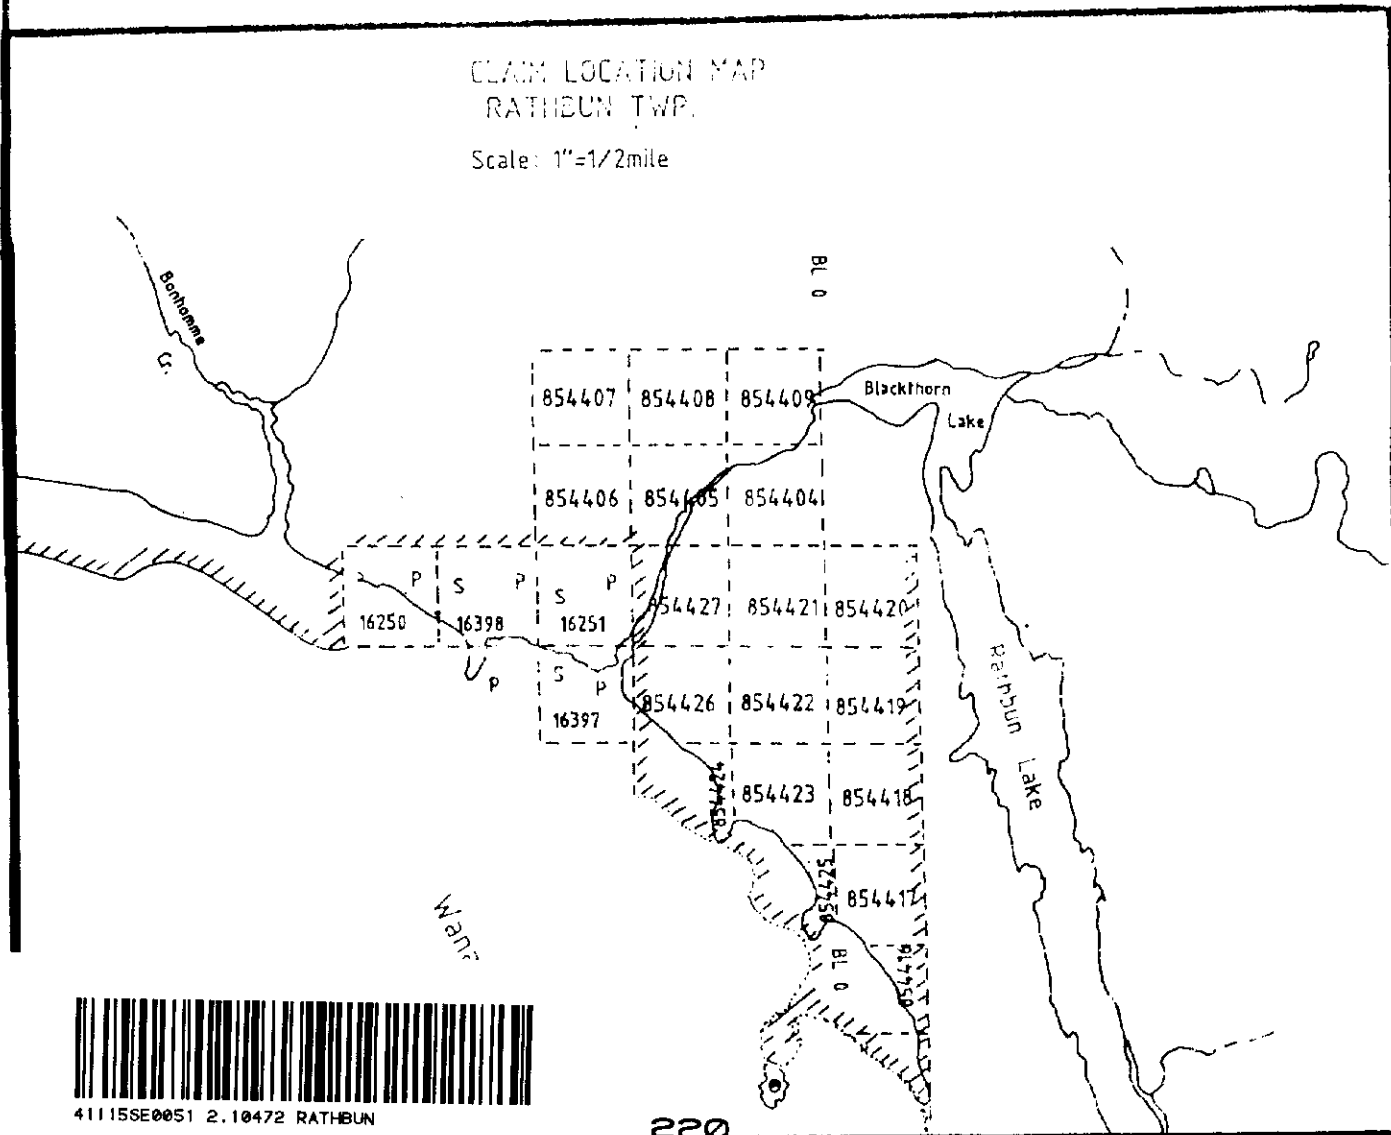 CLAIM LOCATION MAP
RATHBUN TWP.
Scale: 1"=1/2mile
Bonhomme
Cr.
BL 0
854407 854408 854409
Blackthorn
Lake
854406 854405 854404
P S P S P
16250 16398 16251
854427 854421 854420
P
S P
16397
854426 854422 854419
Rathbun Lake
854424
854423 854418
854425
854417
BL 0
854416
41I15SE0051 2.10472 RATHBUN
220